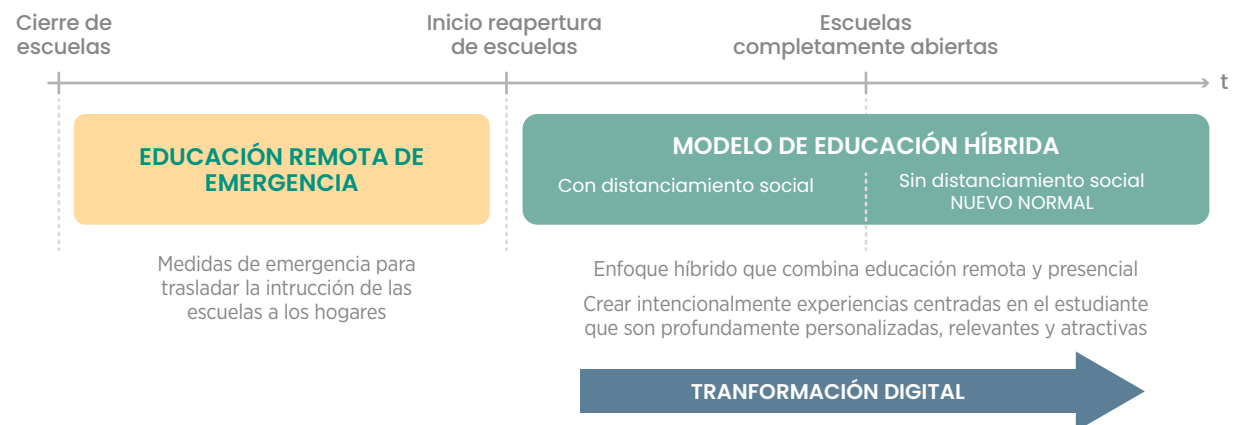 Cierre de
escuelas
Inicio reapertura
de escuelas
Escuelas
completamente abiertas
t
EDUCACIÓN REMOTA DE
EMERGENCIA
MODELO DE EDUCACIÓN HÍBRIDA
Con distanciamiento social
Sin distanciamiento social
NUEVO NORMAL
Medidas de emergencia para
trasladar la intrucción de las
escuelas a los hogares
Enfoque híbrido que combina educación remota y presencial
Crear intencionalmente experiencias centradas en el estudiante
que son profundamente personalizadas, relevantes y atractivas
TRANFORMACIÓN DIGITAL